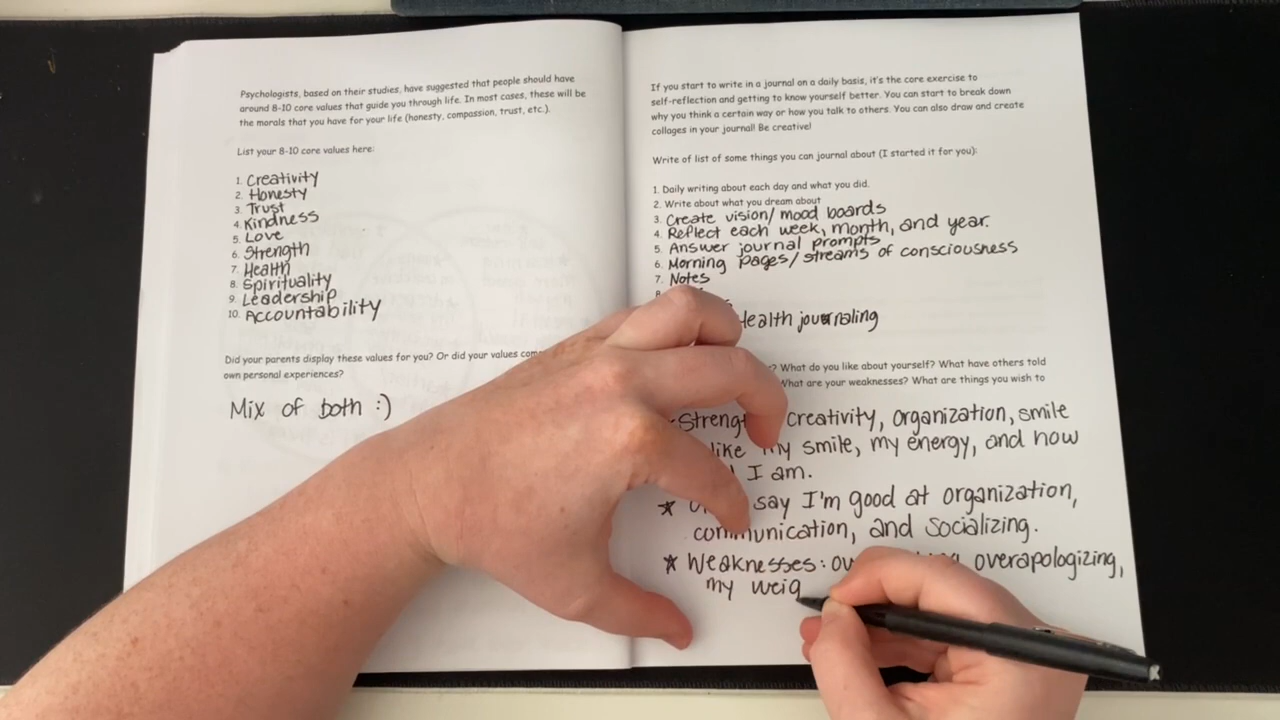 Psychologists, based on their studies, have suggested that people should have
around 8-10 core values that guide you through life. In most cases, these will be
the morals that you have for your life (honesty, compassion, trust, etc.).
List your 8-10 core values here:
1. Creativity
2. Honesty
3. Trust
4. Kindness
5. Love
6. Strength
7. Health
8. Spirituality
9. Leadership
10. Accountability
Did your parents display these values for you? Or did your values
own personal experiences?
Mix of both :)
If you start to write in a journal on a daily basis, it's the core exercise to
self-reflection and getting to know yourself better. You can start to break down
why you think a certain way or how you talk to others. You can also draw and create
collages in your journal! Be creative!
Write of list of some things you can journal about (I started it for you):
1. Daily writing about each day and what you did.
2. Write about what you dream about
3. Create vision/mood boards
4. Reflect each week, month, and year.
5. Answer journal prompts
6. Morning pages/streams of consciousness
7. Notes
Health journaling
? What do you like about yourself? What have others told
What are your weaknesses? What are things you wish to
creativity, organization, smile
like my smile, my energy, and how
I am.
★ say I'm good at organization,
communication, and socializing.
★ Weaknesses: overapologizing,
my weig